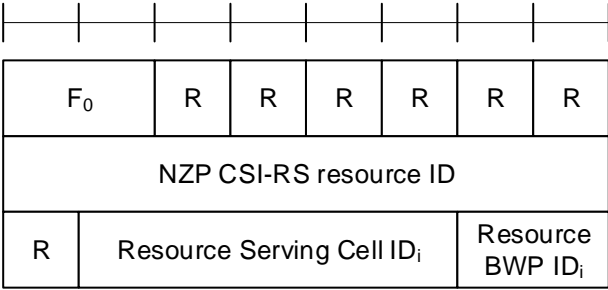 F₀ R R R R R R
NZP CSI-RS resource ID
R Resource Serving Cell IDᵢ Resource
BWP IDᵢ